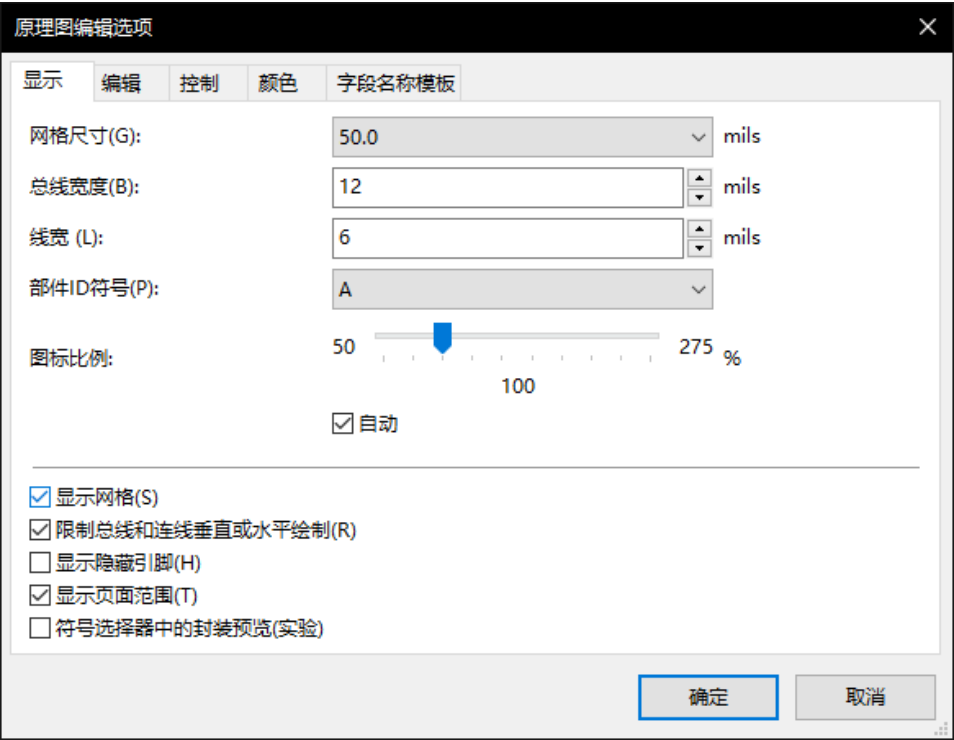 原理图编辑选项
显示 编辑 控制 颜色 字段名称模板
网格尺寸(G): 50.0 mils
总线宽度(B): 12 mils
线宽 (L): 6 mils
部件ID符号(P): A
图标比例: 50 275 %
100
自动
显示网格(S)
限制总线和连线垂直或水平绘制(R)
显示隐藏引脚(H)
显示页面范围(T)
符号选择器中的封装预览(实验)
确定 取消